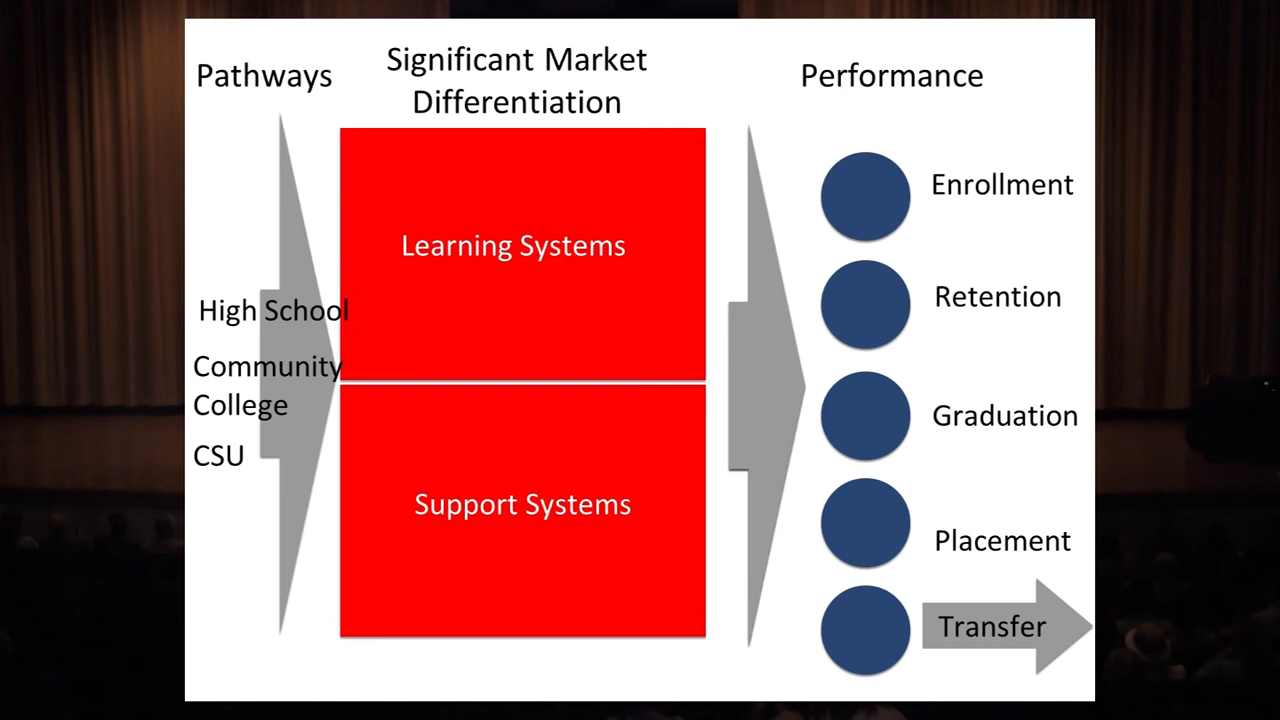 Pathways
Significant Market
Differentiation
Performance
Learning Systems
Support Systems
High School
Community
College
CSU
Enrollment
Retention
Graduation
Placement
Transfer